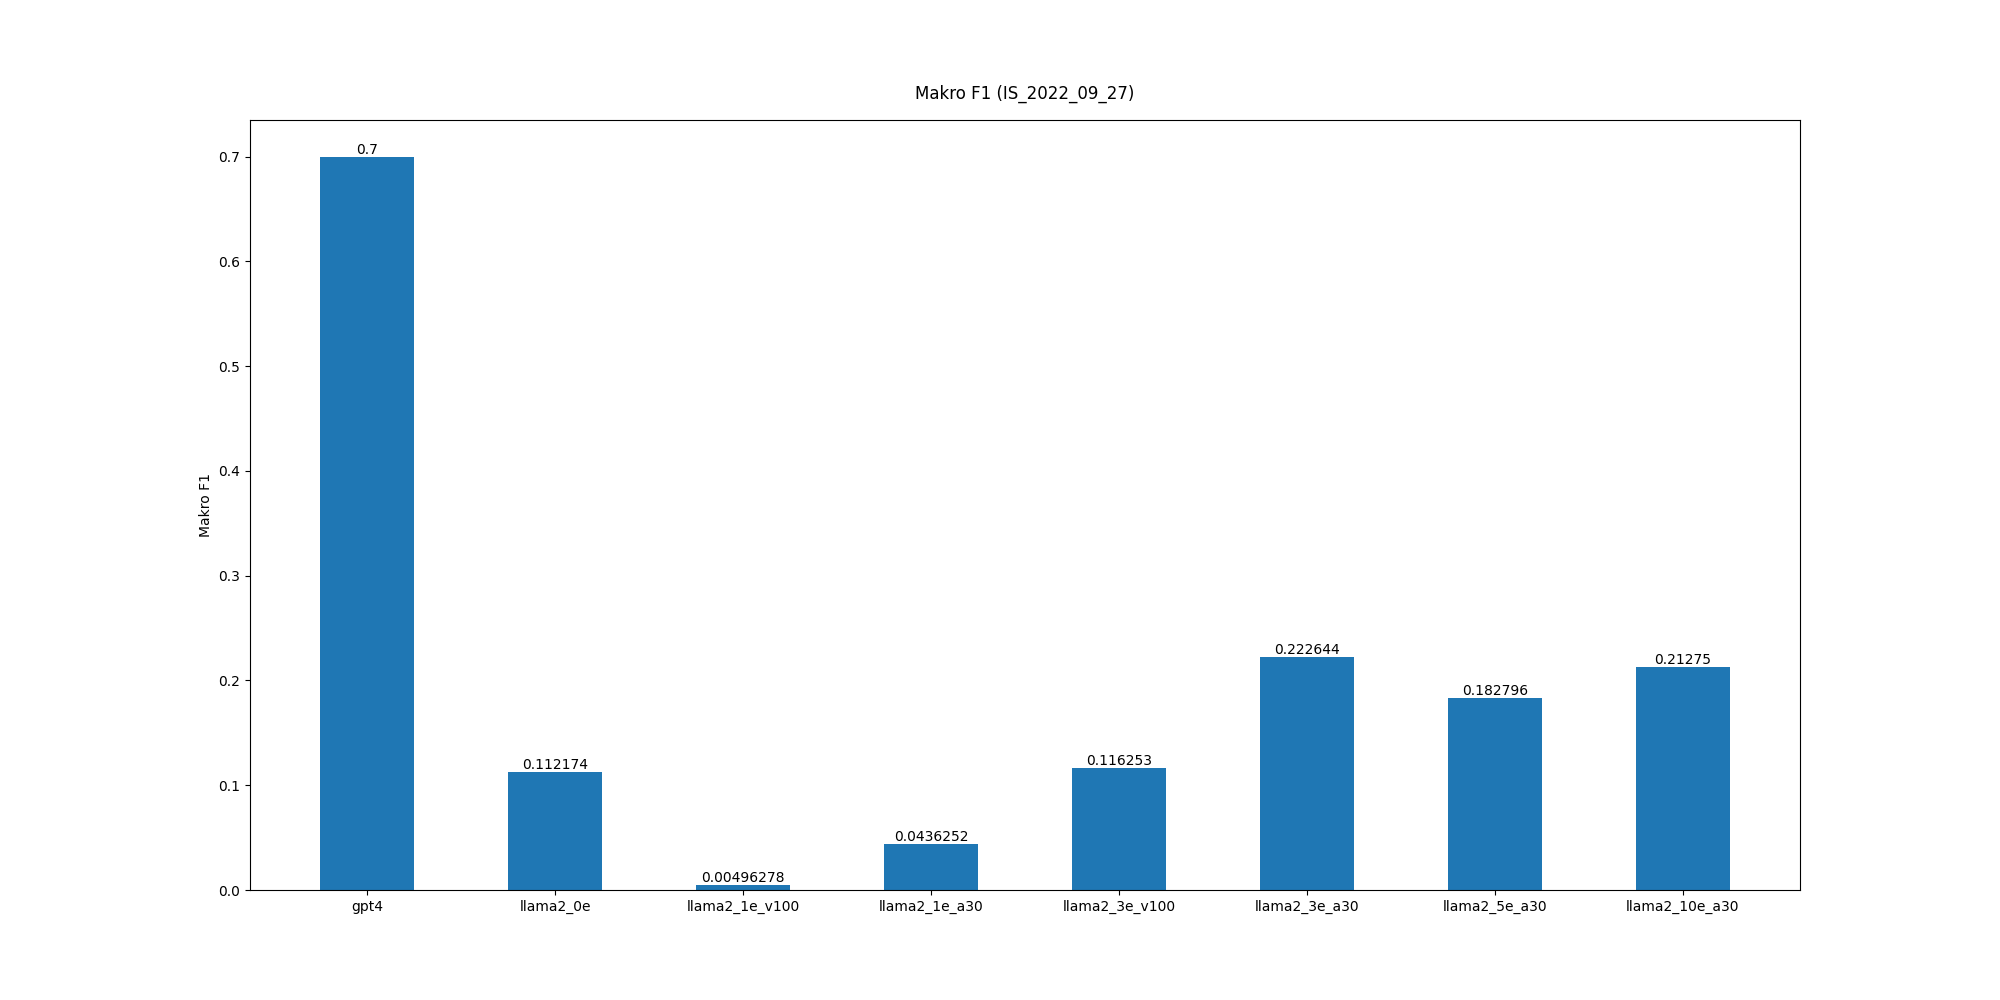 Makro F1 (IS_2022_09_27)
Makro F1
0.7
0.6
0.5
0.4
0.3
0.2
0.1
0.0
0.7
0.112174
0.00496278
0.0436252
0.116253
0.222644
0.182796
0.21275
gpt4
llama2_0e
llama2_1e_v100
llama2_1e_a30
llama2_3e_v100
llama2_3e_a30
llama2_5e_a30
llama2_10e_a30